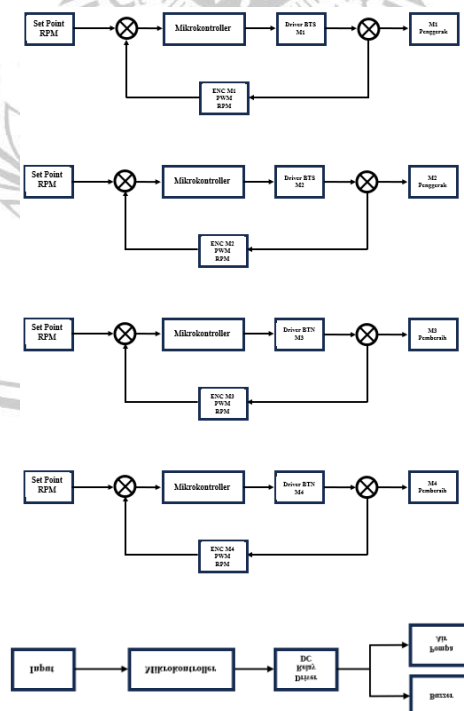 Set Point
RPM
Mikrokontroller
Driver BTS
M1
M1
Penggerak
ENC M1
PWM
RPM
Set Point
RPM
Mikrokontroller
Driver BTS
M2
M2
Penggerak
ENC M2
PWM
RPM
Set Point
RPM
Mikrokontroller
Driver BTN
M3
M3
Pembersih
ENC M3
PWM
RPM
Set Point
RPM
Mikrokontroller
Driver BTN
M4
M4
Pembersih
ENC M4
PWM
RPM
Input
Mikrokontroller
Driver
Relay
DC
Pompa
Air
Buzzer